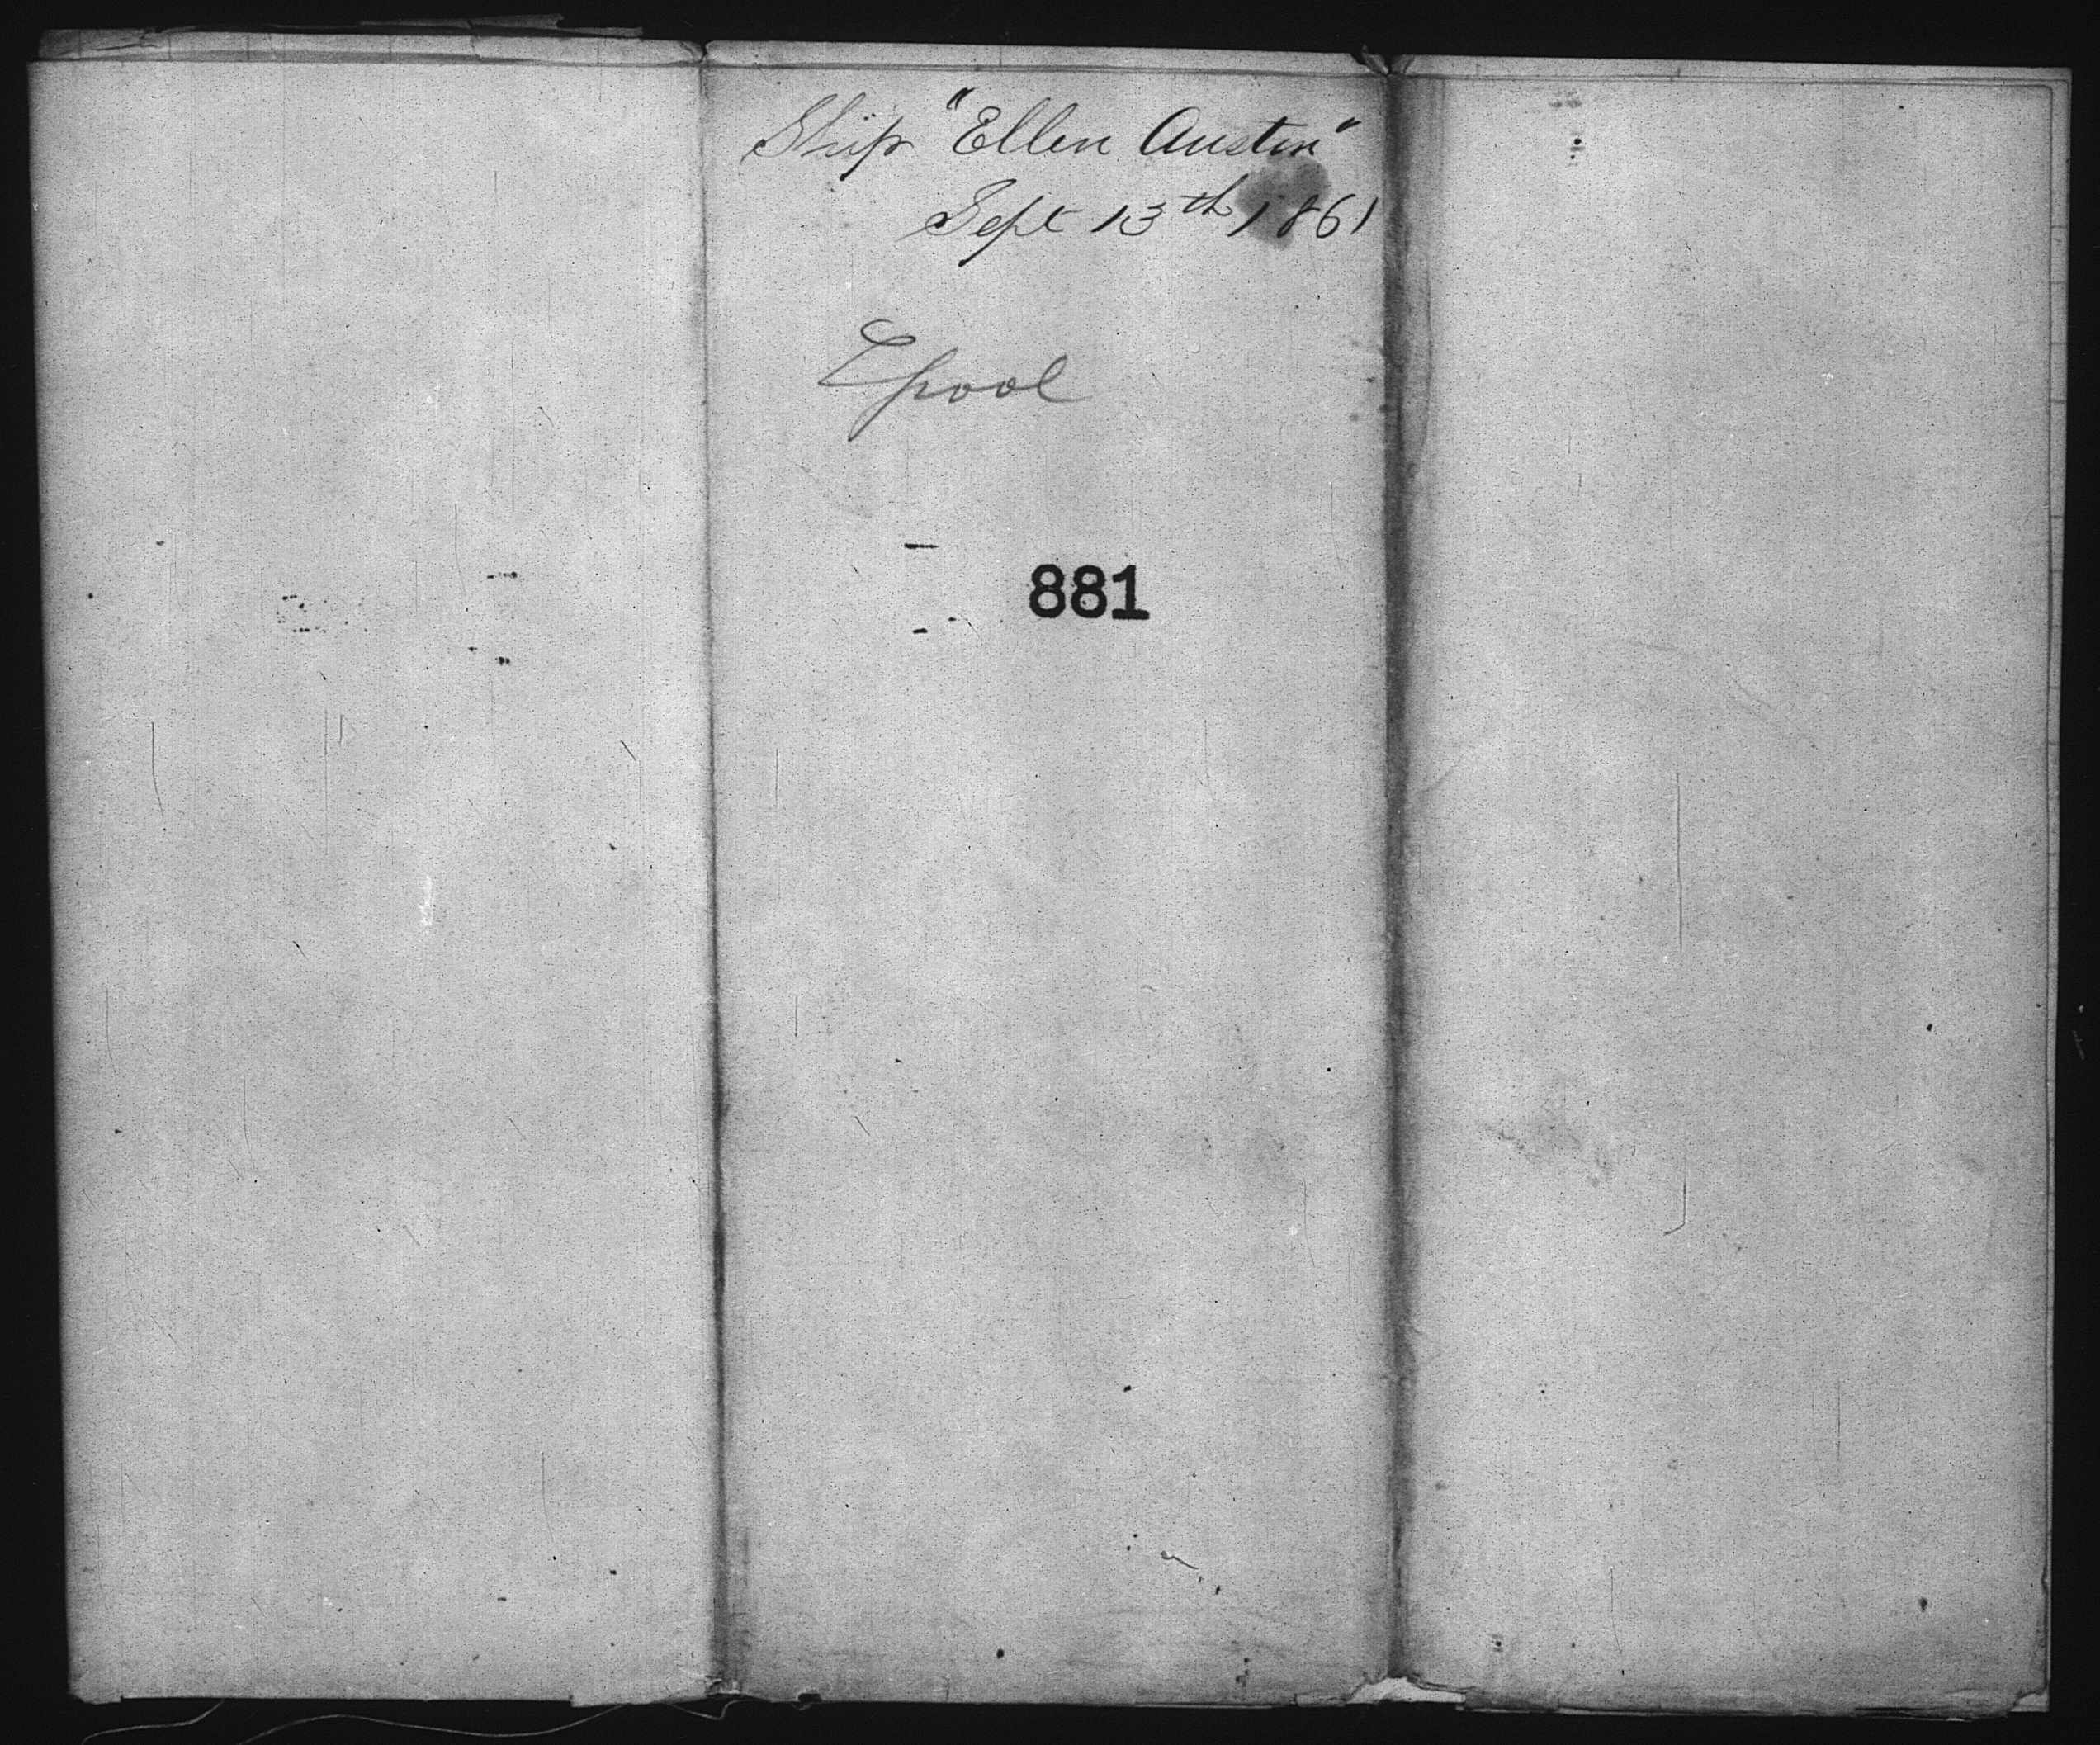 Ship "Ellen Austin"
Sept 13th 1861
Lpool
881